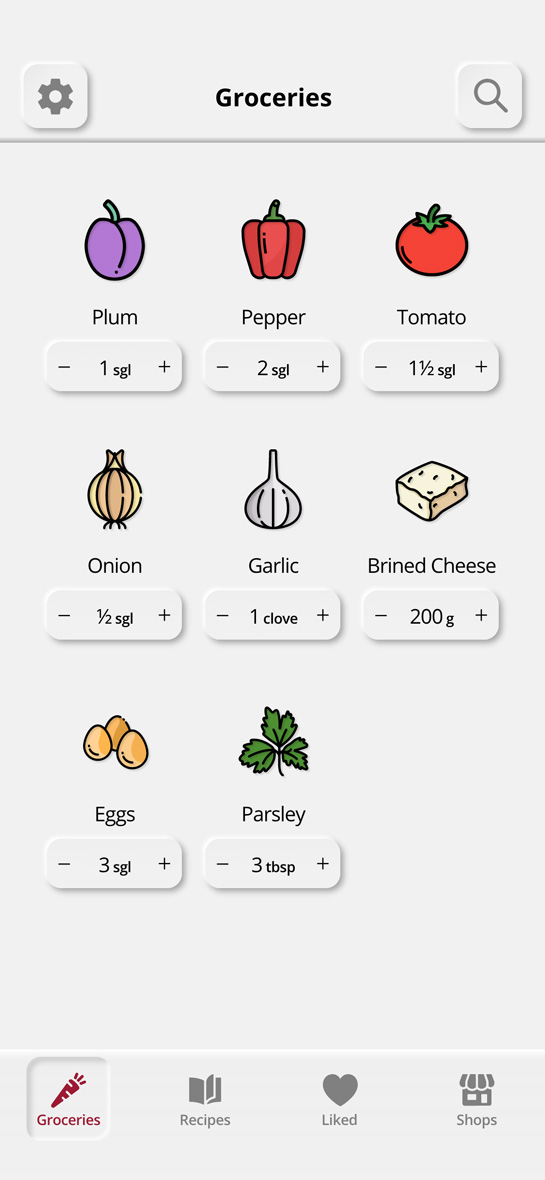 Groceries
Plum Pepper Tomato
− 1 sgl + − 2 sgl + − 1½ sgl +
Onion Garlic Brined Cheese
− ½ sgl + − 1 clove + − 200 g +
Eggs Parsley
− 3 sgl + − 3 tbsp +
Groceries Recipes Liked Shops